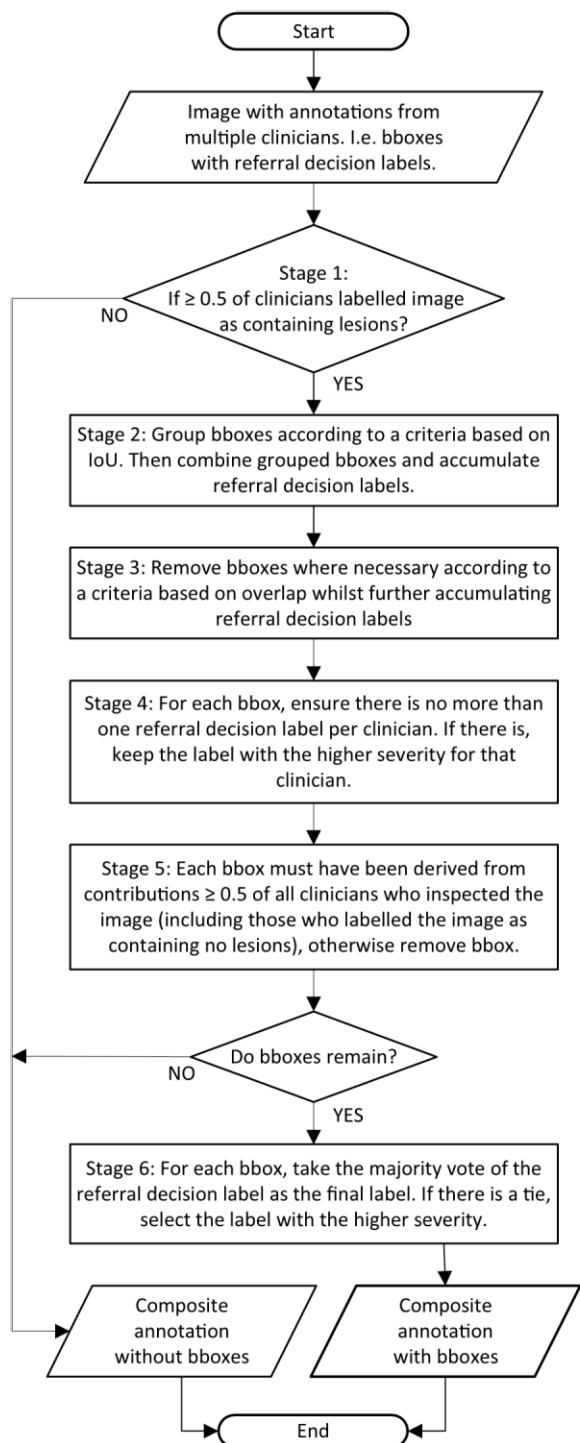 Start
Image with annotations from
multiple clinicians. I.e. bboxes
with referral decision labels.
Stage 1:
If ≥ 0.5 of clinicians labelled image
as containing lesions?
NO
YES
Stage 2: Group bboxes according to a criteria based on
IoU. Then combine grouped bboxes and accumulate
referral decision labels.
Stage 3: Remove bboxes where necessary according to
a criteria based on overlap whilst further accumulating
referral decision labels
Stage 4: For each bbox, ensure there is no more than
one referral decision label per clinician. If there is,
keep the label with the higher severity for that
clinician.
Stage 5: Each bbox must have been derived from
contributions ≥ 0.5 of all clinicians who inspected the
image (including those who labelled the image as
containing no lesions), otherwise remove bbox.
Do bboxes remain?
NO
YES
Stage 6: For each bbox, take the majority vote of the
referral decision label as the final label. If there is a tie,
select the label with the higher severity.
Composite
annotation
without bboxes
Composite
annotation
with bboxes
End